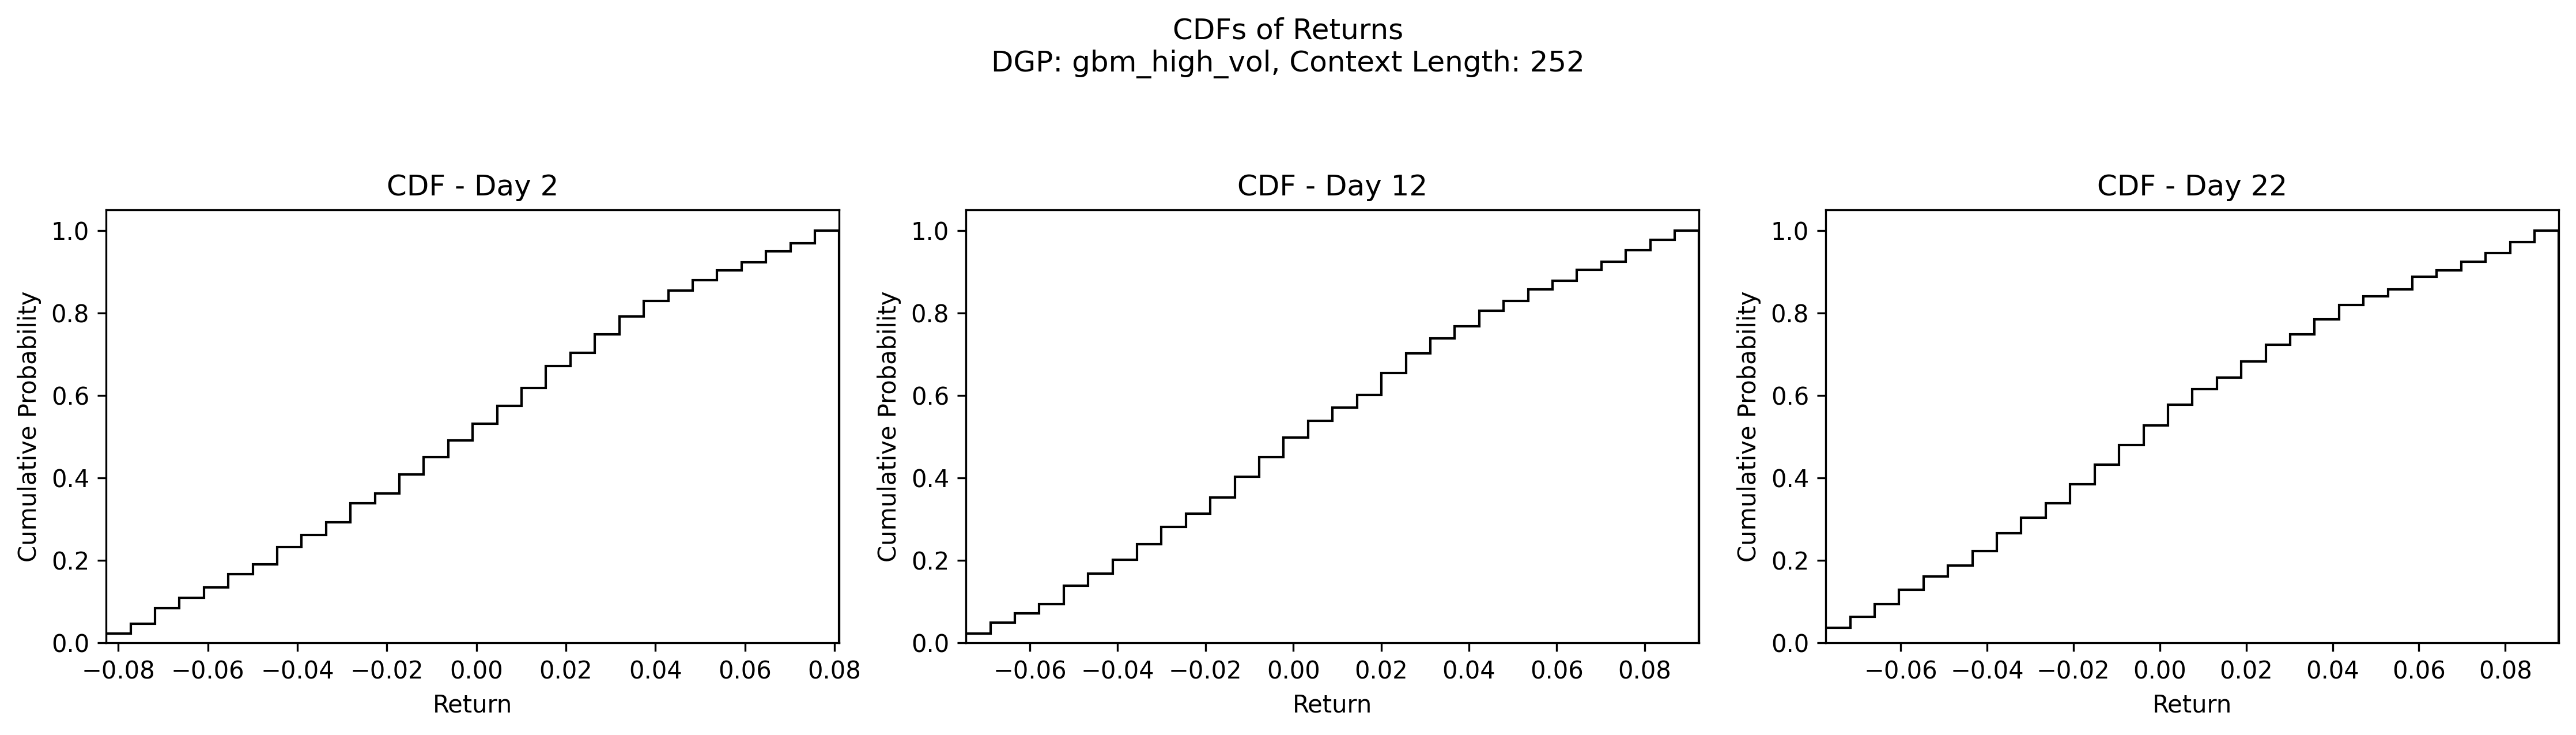 CDFs of Returns
DGP: gbm_high_vol, Context Length: 252
CDF - Day 2
Cumulative Probability
1.0
0.8
0.6
0.4
0.2
0.0
−0.08 −0.06 −0.04 −0.02 0.00 0.02 0.04 0.06 0.08
Return
CDF - Day 12
Cumulative Probability
1.0
0.8
0.6
0.4
0.2
0.0
−0.06 −0.04 −0.02 0.00 0.02 0.04 0.06 0.08
Return
CDF - Day 22
Cumulative Probability
1.0
0.8
0.6
0.4
0.2
0.0
−0.06 −0.04 −0.02 0.00 0.02 0.04 0.06 0.08
Return